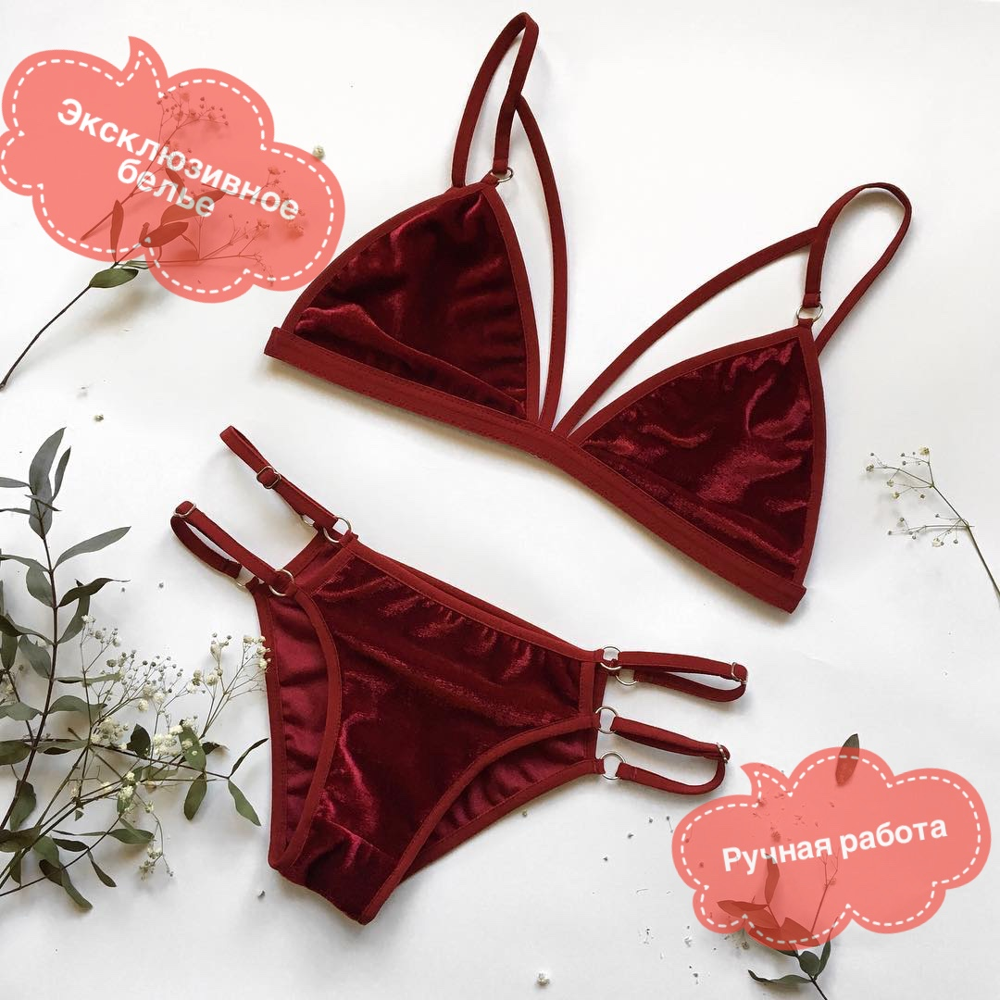 Эксклюзивное
белье
Ручная работа